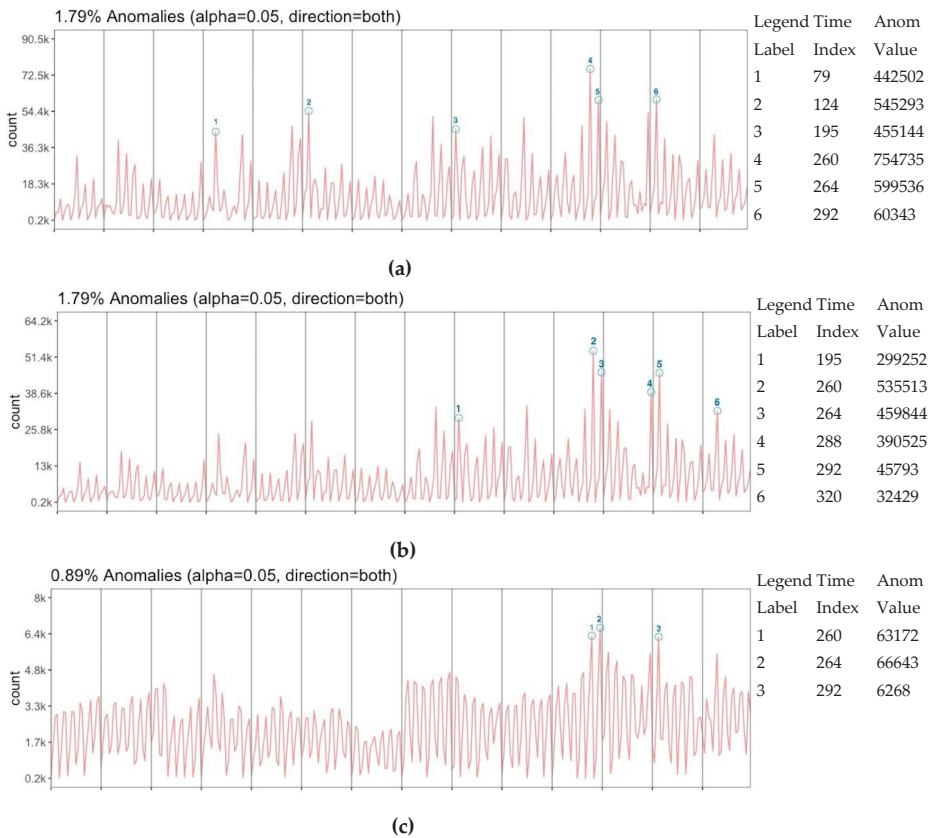 1.79% Anomalies (alpha=0.05, direction=both)
90.5k
72.5k
54.4k
36.3k
18.3k
0.2k
count
1
2
3
4
5
6
Legend Time Anom
Label Index Value
1 79 442502
2 124 545293
3 195 455144
4 260 754735
5 264 599536
6 292 60343
(a)
1.79% Anomalies (alpha=0.05, direction=both)
64.2k
51.4k
38.6k
25.8k
13k
0.2k
count
1
2
3
4
5
6
Legend Time Anom
Label Index Value
1 195 299252
2 260 535513
3 264 459844
4 288 390525
5 292 45793
6 320 32429
(b)
0.89% Anomalies (alpha=0.05, direction=both)
8k
6.4k
4.8k
3.3k
1.7k
0.2k
count
1
2
3
Legend Time Anom
Label Index Value
1 260 63172
2 264 66643
3 292 6268
(c)